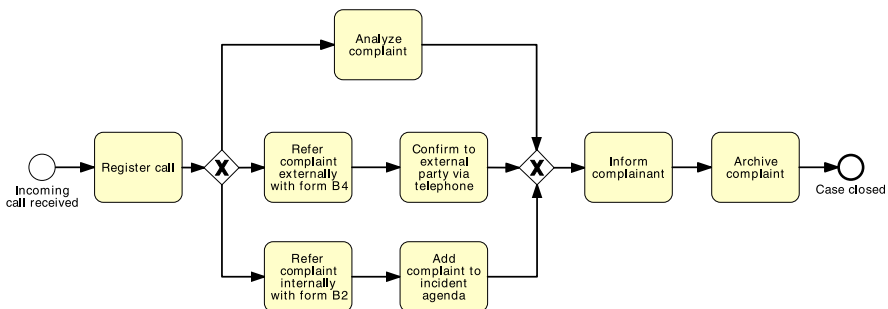 Analyze
complaint
Incoming
call received
Register call
X
Refer
complaint
externally
with form B4
Confirm to
external
party via
telephone
X
Inform
complainant
Archive
complaint
Case closed
Refer
complaint
internally
with form B2
Add
complaint to
incident
agenda